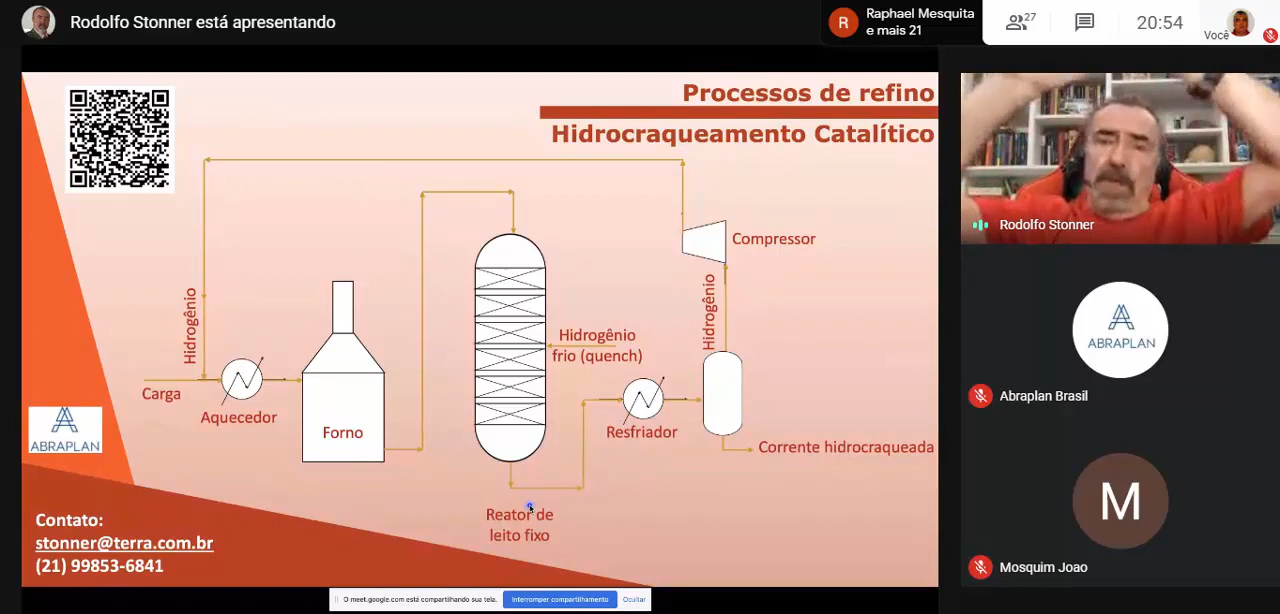 Rodolfo Stonner está apresentando
R
Raphael Mesquita
e mais 21
27
20:54
Você
Processos de refino
Hidrocraqueamento Catalítico
Compressor
Hidrogênio
Hidrogênio
Hidrogênio
frio (quench)
Carga
Aquecedor
Forno
Resfriador
Corrente hidrocraqueada
Reator de
leito fixo
ABRAPLAN
Contato:
stonner@terra.com.br
(21) 99853-6841
O meet.google.com está compartilhando sua tela.
Interromper compartilhamento
Ocultar
Rodolfo Stonner
ABRAPLAN
Abraplan Brasil
M
Mosquim Joao